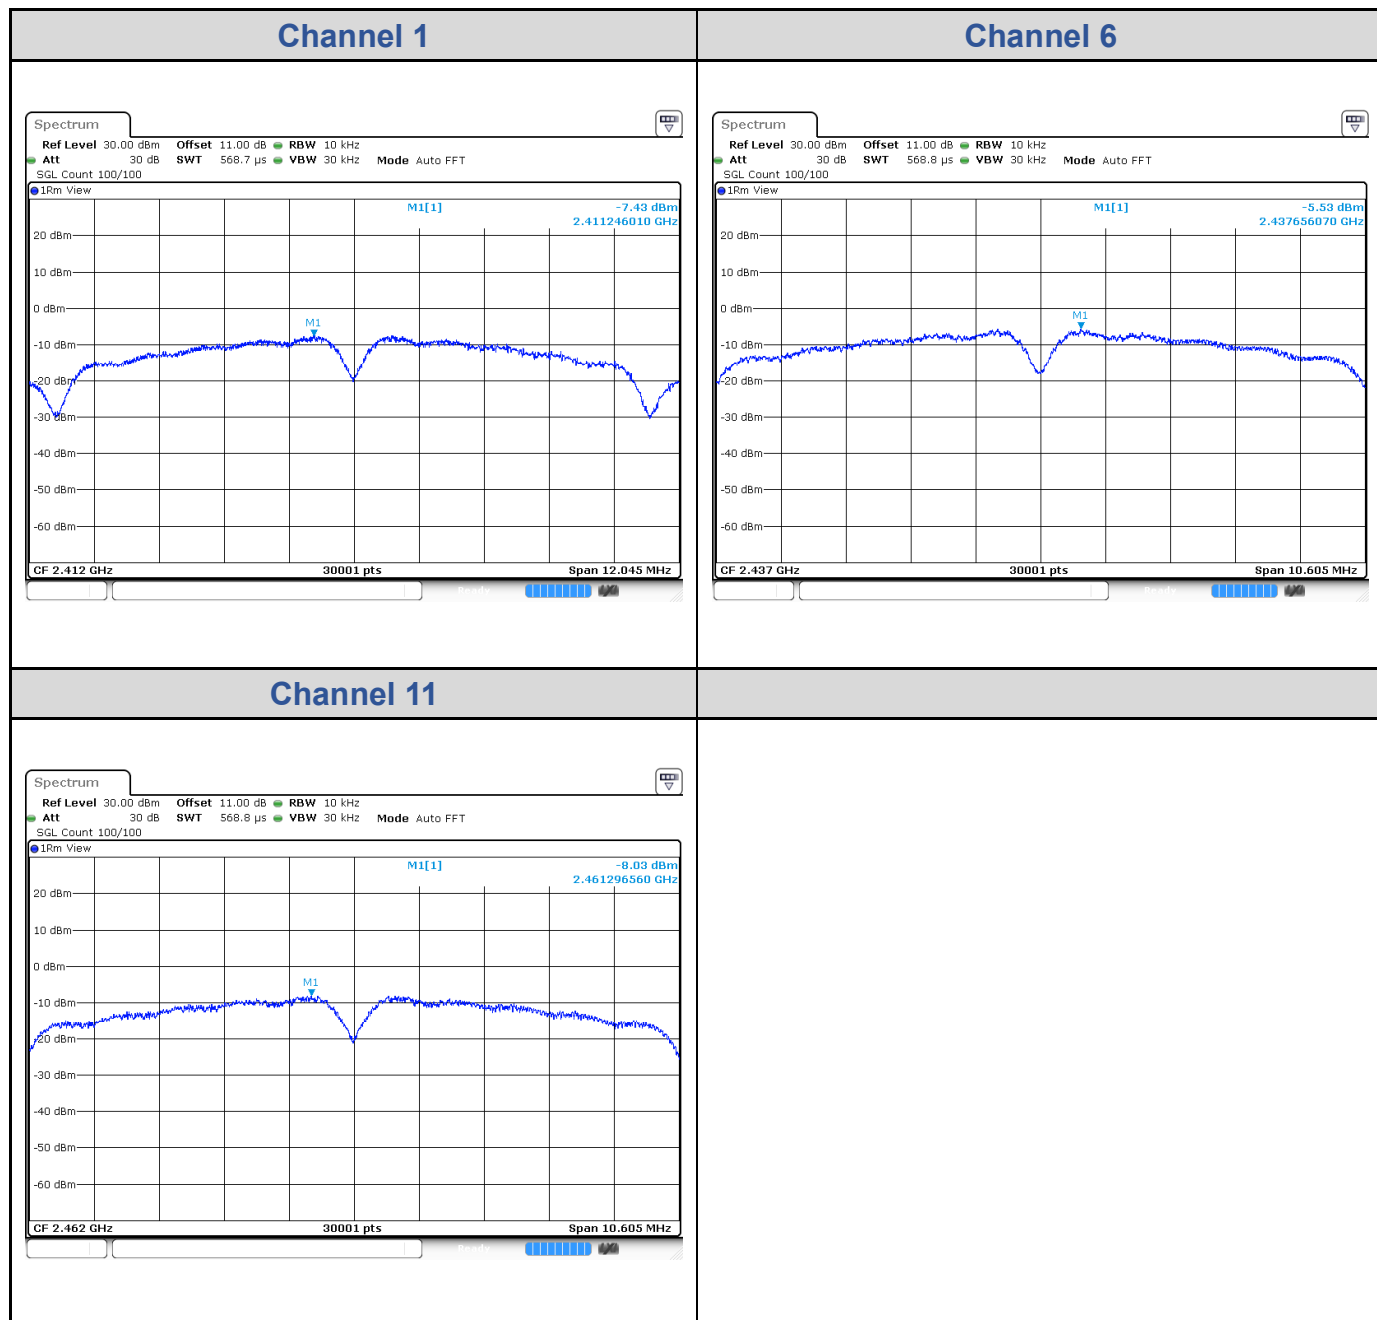 Channel 1
Channel 6
Spectrum
Ref Level 30.00 dBm Offset 11.00 dB RBW 10 kHz
Att 30 dB SWT 568.7 µs VBW 30 kHz Mode Auto FFT
SGL Count 100/100
1Rm View
M1[1] -7.43 dBm
2.411246010 GHz
20 dBm
10 dBm
0 dBm
M1
-10 dBm
-20 dBm
-30 dBm
-40 dBm
-50 dBm
-60 dBm
CF 2.412 GHz 30001 pts Span 12.045 MHz
Ready
Spectrum
Ref Level 30.00 dBm Offset 11.00 dB RBW 10 kHz
Att 30 dB SWT 568.8 µs VBW 30 kHz Mode Auto FFT
SGL Count 100/100
1Rm View
M1[1] -5.53 dBm
2.437656070 GHz
20 dBm
10 dBm
0 dBm
M1
-10 dBm
-20 dBm
-30 dBm
-40 dBm
-50 dBm
-60 dBm
CF 2.437 GHz 30001 pts Span 10.605 MHz
Ready
Channel 11
Spectrum
Ref Level 30.00 dBm Offset 11.00 dB RBW 10 kHz
Att 30 dB SWT 568.8 µs VBW 30 kHz Mode Auto FFT
SGL Count 100/100
1Rm View
M1[1] -8.03 dBm
2.461296560 GHz
20 dBm
10 dBm
0 dBm
M1
-10 dBm
-20 dBm
-30 dBm
-40 dBm
-50 dBm
-60 dBm
CF 2.462 GHz 30001 pts Span 10.605 MHz
Ready